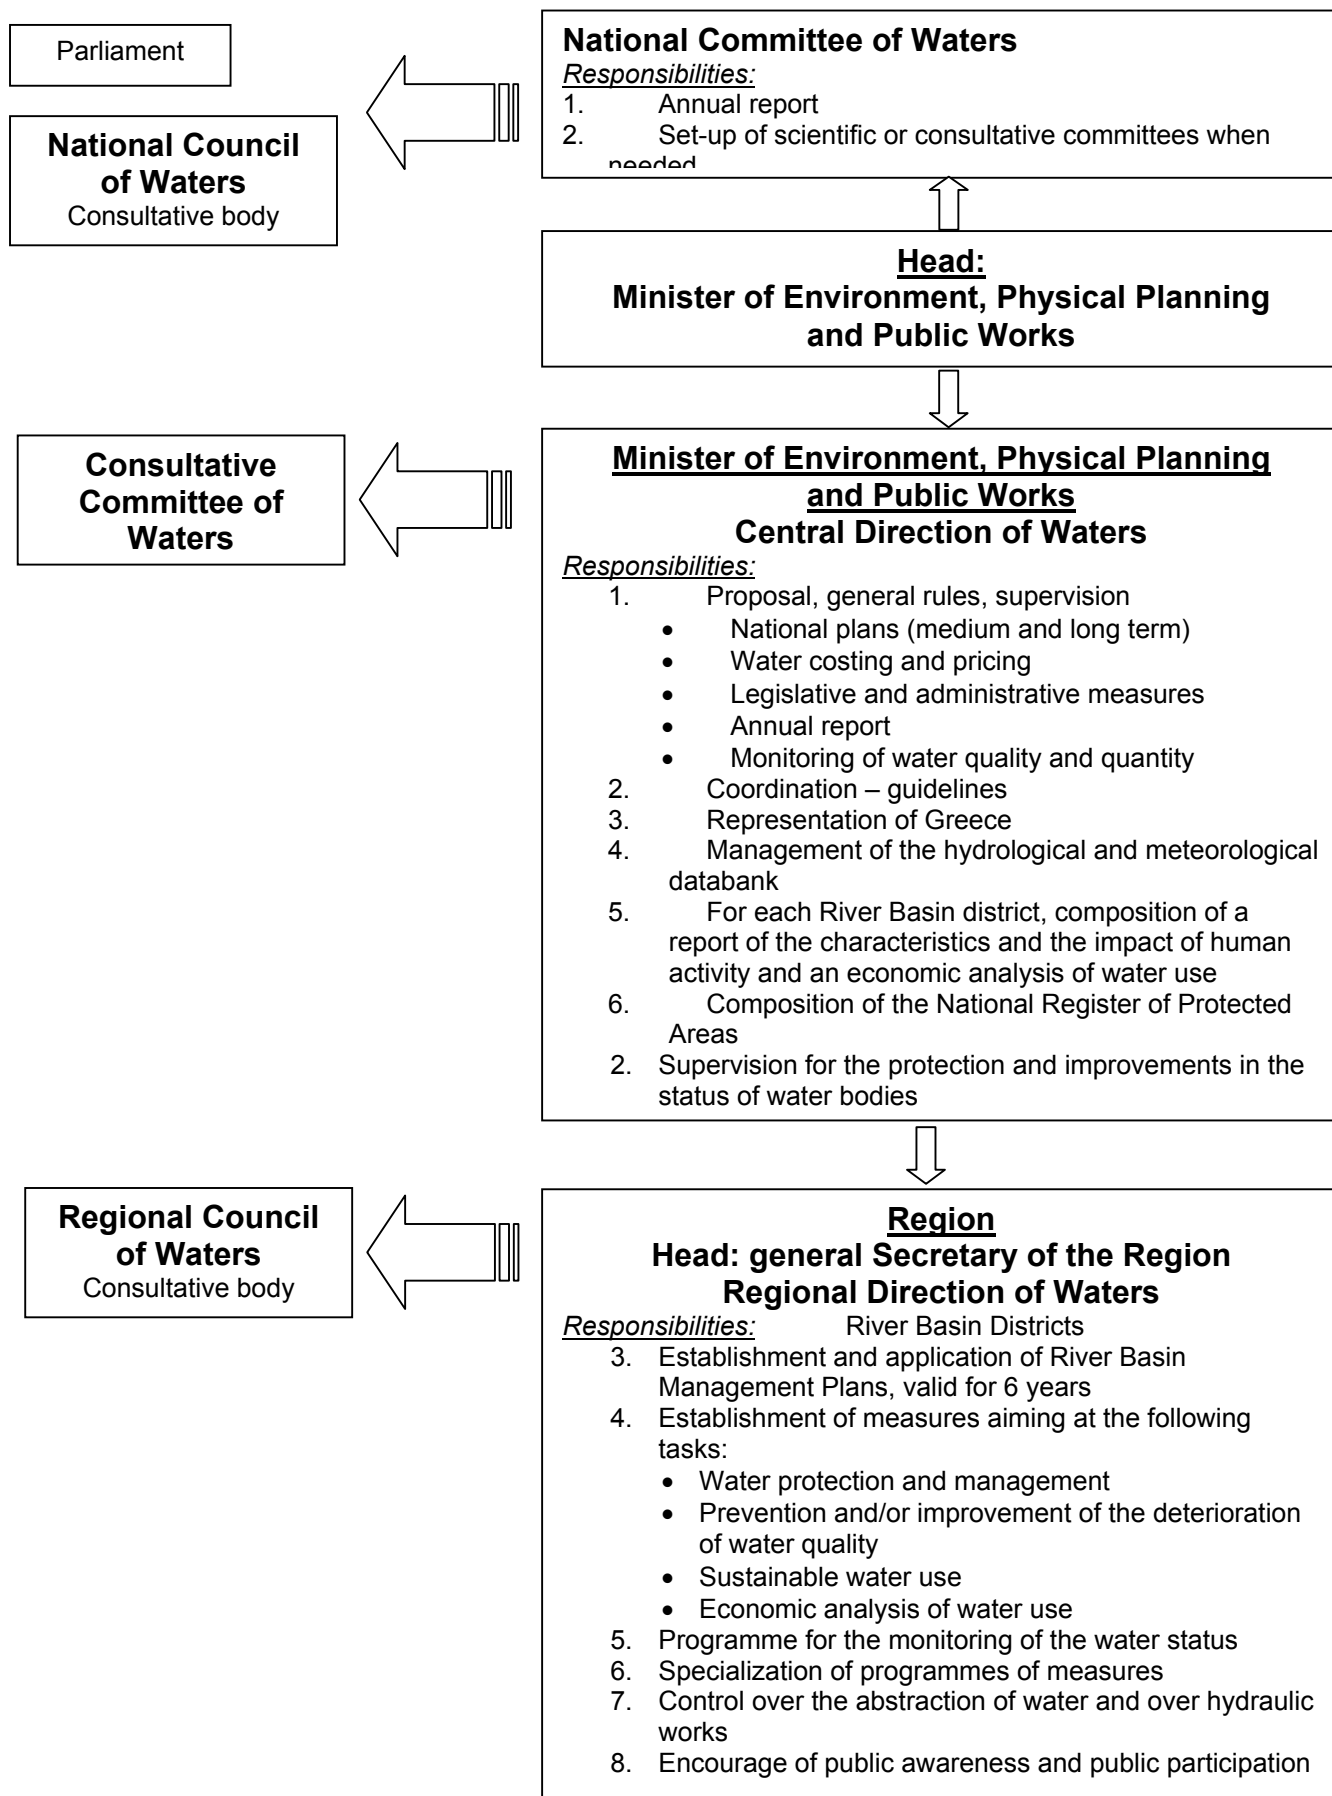 Parliament
National Council
of Waters
Consultative body
National Committee of Waters
Responsibilities:
1. Annual report
2. Set-up of scientific or consultative committees when
needed
Head:
Minister of Environment, Physical Planning
and Public Works
Consultative
Committee of
Waters
Minister of Environment, Physical Planning
and Public Works
Central Direction of Waters
Responsibilities:
1. Proposal, general rules, supervision
• National plans (medium and long term)
• Water costing and pricing
• Legislative and administrative measures
• Annual report
• Monitoring of water quality and quantity
2. Coordination – guidelines
3. Representation of Greece
4. Management of the hydrological and meteorological
databank
5. For each River Basin district, composition of a
report of the characteristics and the impact of human
activity and an economic analysis of water use
6. Composition of the National Register of Protected
Areas
2. Supervision for the protection and improvements in the
status of water bodies
Regional Council
of Waters
Consultative body
Region
Head: general Secretary of the Region
Regional Direction of Waters
Responsibilities: River Basin Districts
3. Establishment and application of River Basin
Management Plans, valid for 6 years
4. Establishment of measures aiming at the following
tasks:
• Water protection and management
• Prevention and/or improvement of the deterioration
of water quality
• Sustainable water use
• Economic analysis of water use
5. Programme for the monitoring of the water status
6. Specialization of programmes of measures
7. Control over the abstraction of water and over hydraulic
works
8. Encourage of public awareness and public participation